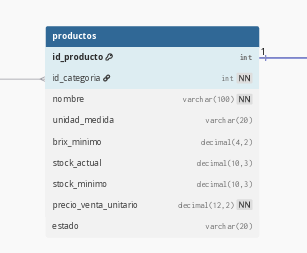 productos
id_producto int
1
id_categoria int NN
nombre varchar(100) NN
unidad_medida varchar(20)
brix_minimo decimal(4,2)
stock_actual decimal(10,3)
stock_minimo decimal(10,3)
precio_venta_unitario decimal(12,2) NN
estado varchar(20)